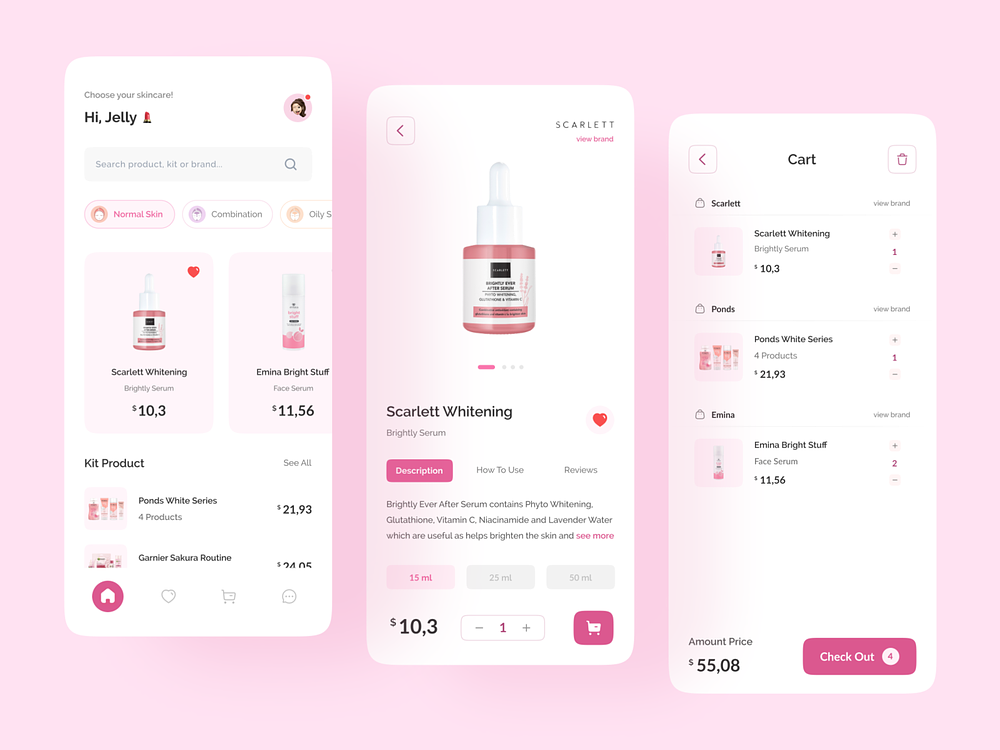 Choose your skincare!
Hi, Jelly
Search product, kit or brand...
Normal Skin
Combination
Oily S
Scarlett Whitening
Brightly Serum
$10,3
Emina Bright Stuff
Face Serum
$11,56
Kit Product
See All
Ponds White Series
4 Products
$21,93
Garnier Sakura Routine
$24,05
SCARLETT
view brand
SCARLETT
BRIGHTLY EVER
AFTER SERUM
PHYTO WHITENING,
GLUTATHIONE & VITAMIN C
Scarlett Whitening
Brightly Serum
Description
How To Use
Reviews
Brightly Ever After Serum contains Phyto Whitening,
Glutathione, Vitamin C, Niacinamide and Lavender Water
which are useful as helps brighten the skin and see more
15 ml
25 ml
50 ml
$10,3
− 1 +
Cart
Scarlett
view brand
Scarlett Whitening
Brightly Serum
$10,3
+
1
−
Ponds
view brand
Ponds White Series
4 Products
$21,93
+
1
−
Emina
view brand
Emina Bright Stuff
Face Serum
$11,56
+
2
−
Amount Price
$55,08
Check Out 4